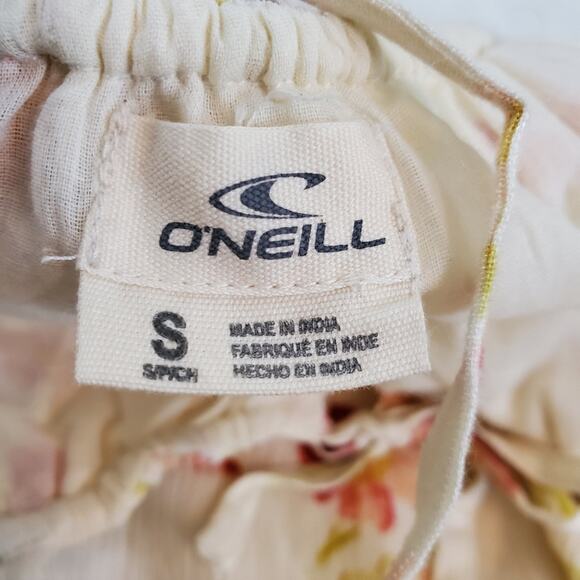 O'NEILL
S
S/P/CH
MADE IN INDIA
FABRIQUÉ EN INDE
HECHO EN INDIA